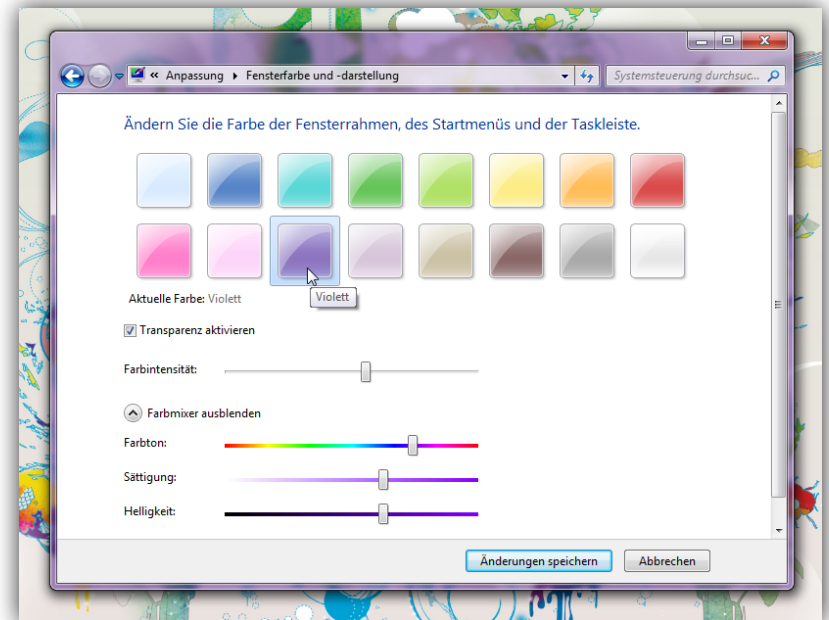 « Anpassung Fensterfarbe und -darstellung
Systemsteuerung durchsuc...
Ändern Sie die Farbe der Fensterrahmen, des Startmenüs und der Taskleiste.
Aktuelle Farbe: Violett
Violett
Transparenz aktivieren
Farbintensität:
Farbmixer ausblenden
Farbton:
Sättigung:
Helligkeit:
Änderungen speichern Abbrechen